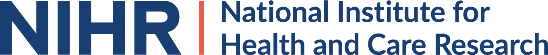 NIHR | National Institute for
Health and Care Research